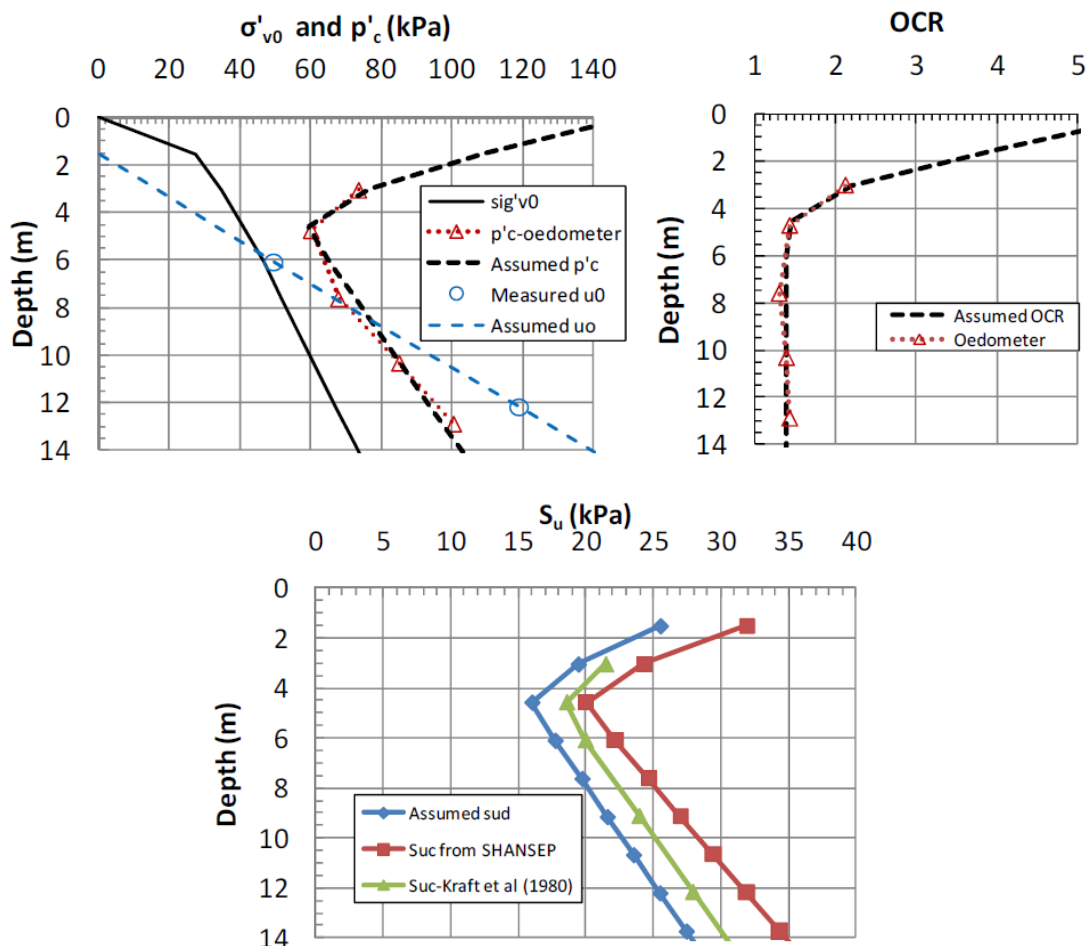 σ'v0 and p'c (kPa)
0 20 40 60 80 100 120 140
Depth (m)
0
2
4
6
8
10
12
14
sig'v0
p'c-oedometer
Assumed p'c
Measured u0
Assumed uo
OCR
1 2 3 4 5
Depth (m)
0
2
4
6
8
10
12
14
Assumed OCR
Oedometer
Su (kPa)
0 5 10 15 20 25 30 35 40
Depth (m)
0
2
4
6
8
10
12
14
Assumed sud
Suc from SHANSEP
Suc-Kraft et al (1980)